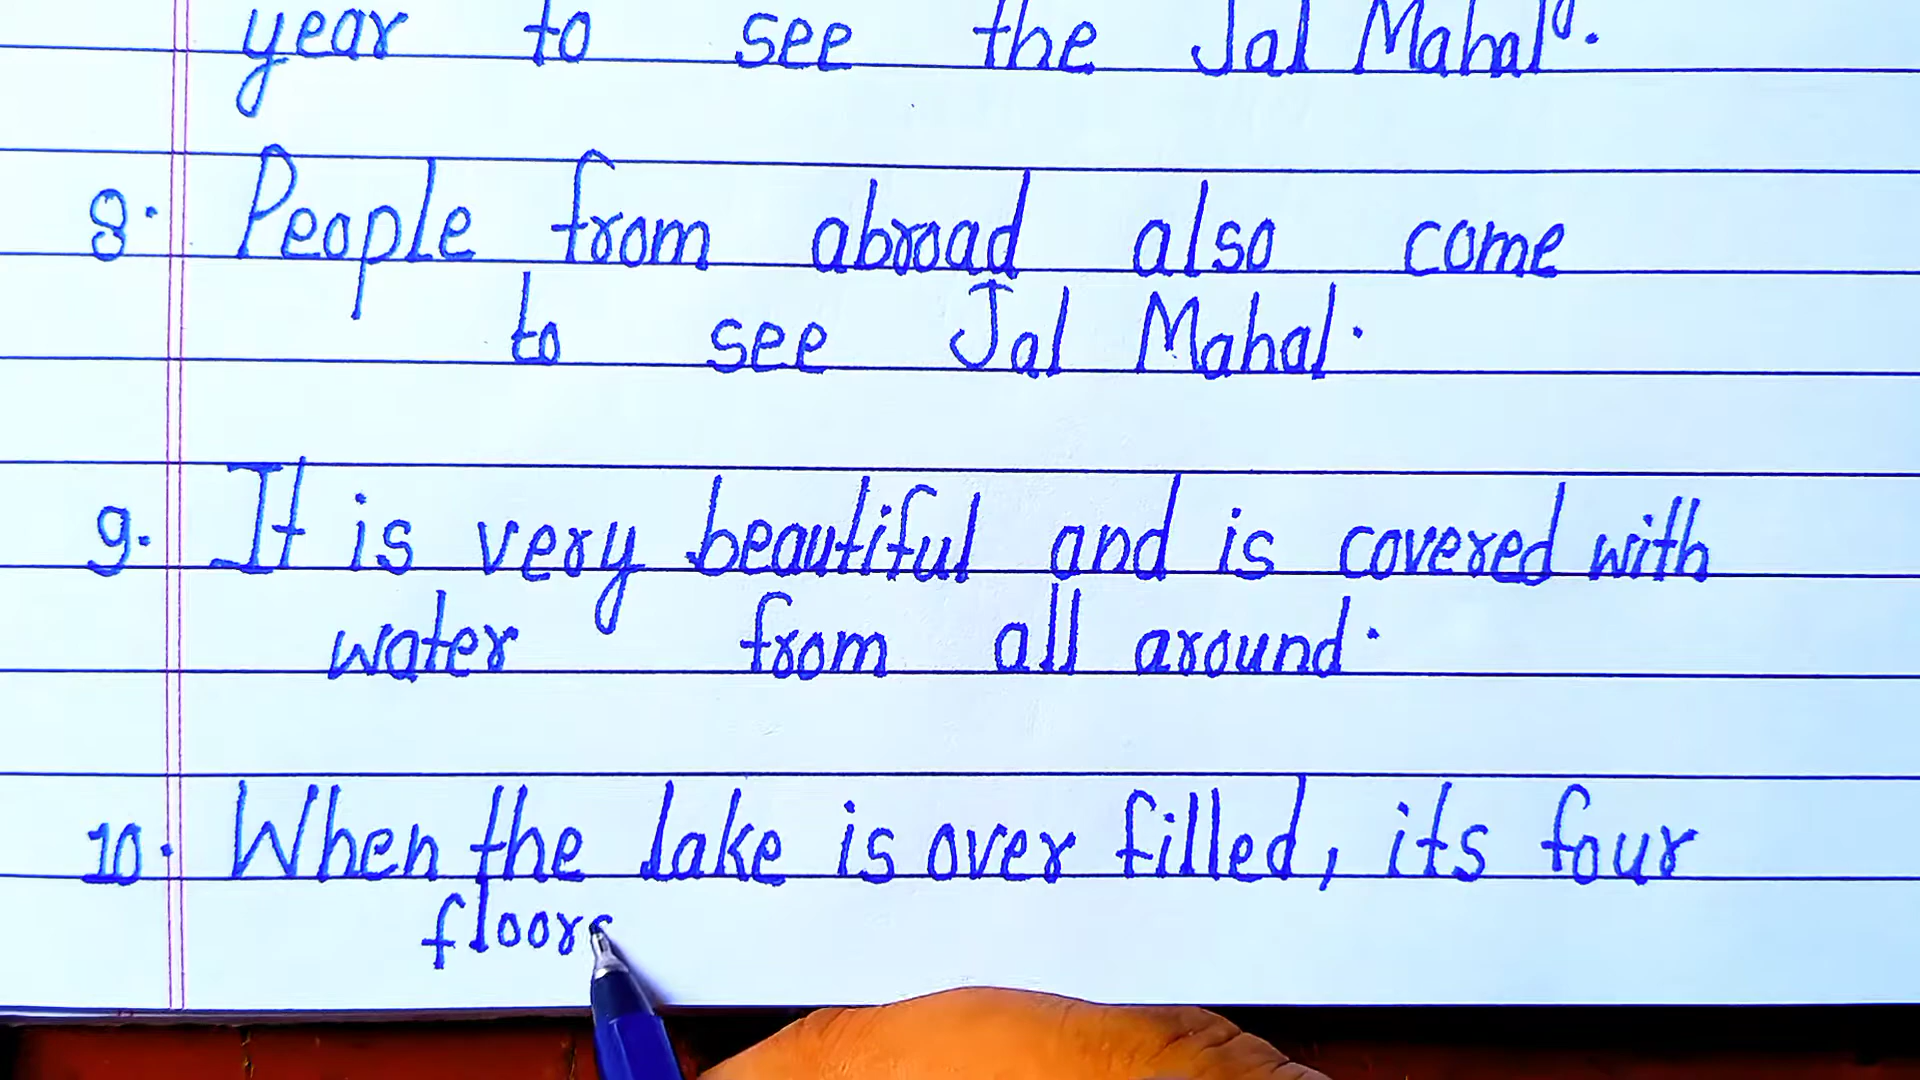 year to see the Jal Mahal.
8. People from abroad also come
to see Jal Mahal.
9. It is very beautiful and is covered with
water from all around.
10. When the lake is over filled, its four
floors